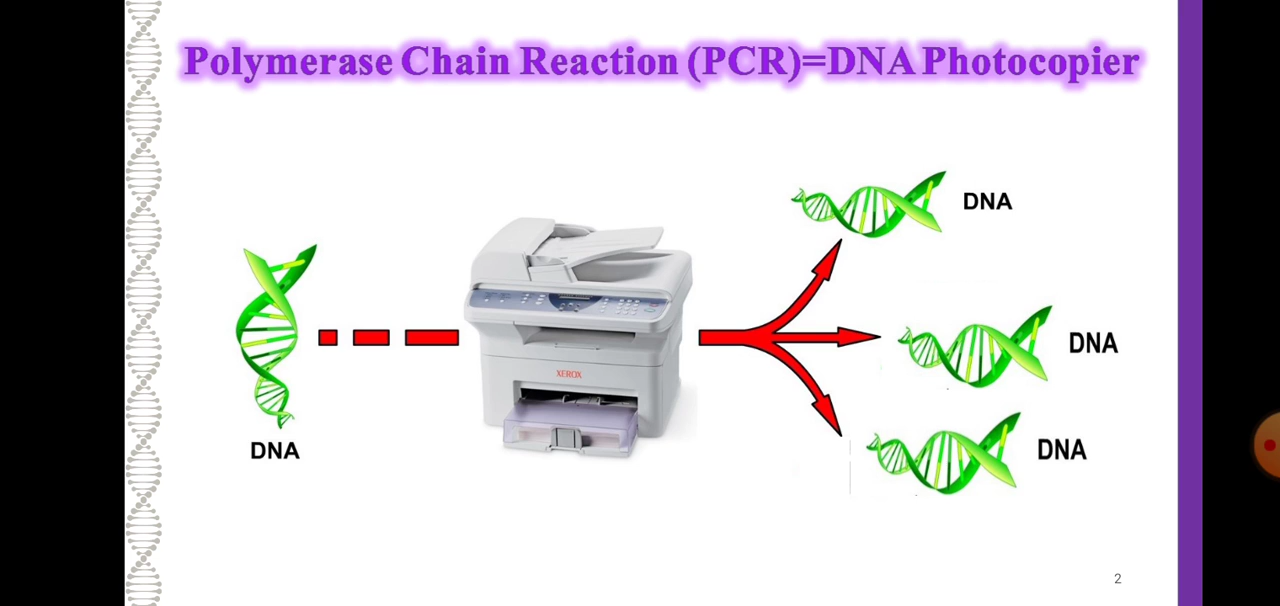 Polymerase Chain Reaction (PCR)=DNA Photocopier
DNA
XEROX
DNA
DNA
DNA
2